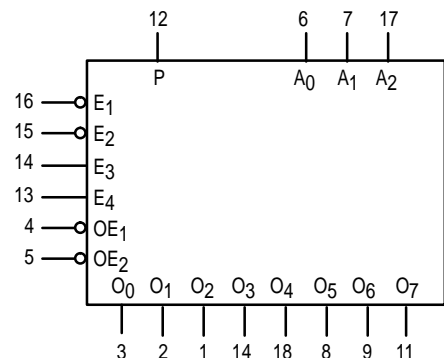 12 6 7 17
P A₀ A₁ A₂
16 E₁
15 E₂
14 E₃
13 E₄
4 OE₁
5 OE₂
O₀ O₁ O₂ O₃ O₄ O₅ O₆ O₇
3 2 1 14 18 8 9 11